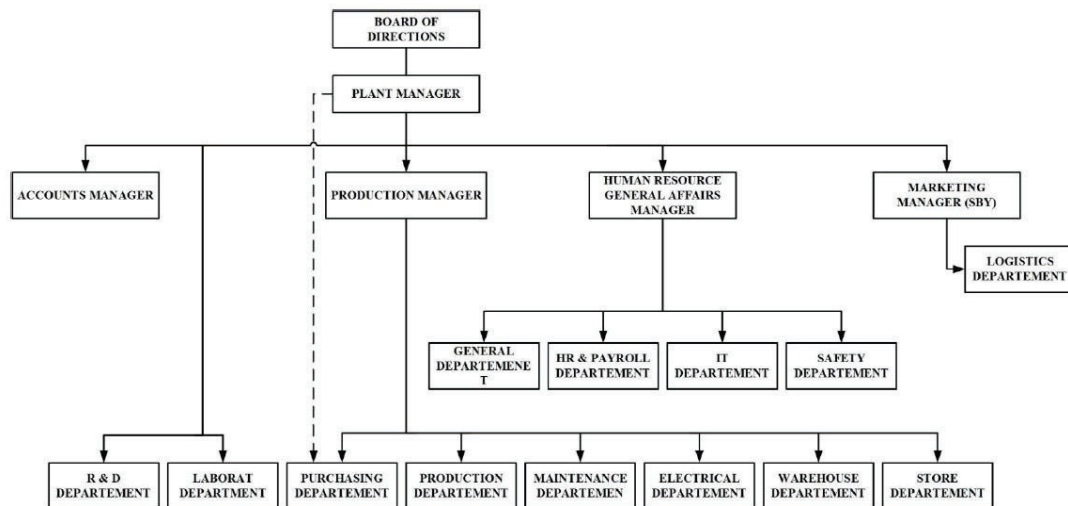 BOARD OF
DIRECTIONS
PLANT MANAGER
ACCOUNTS MANAGER
PRODUCTION MANAGER
HUMAN RESOURCE
GENERAL AFFAIRS
MANAGER
MARKETING
MANAGER (SBY)
LOGISTICS
DEPARTEMENT
GENERAL
DEPARTEMENE
T
HR & PAYROLL
DEPARTEMENT
IT
DEPARTEMENT
SAFETY
DEPARTEMENT
R & D
DEPARTEMENT
LABORAT
DEPARTMENT
PURCHASING
DEPARTEMENT
PRODUCTION
DEPARTEMENT
MAINTENANCE
DEPARTEMEN
ELECTRICAL
DEPARTEMENT
WAREHOUSE
DEPARTEMENT
STORE
DEPARTEMENT